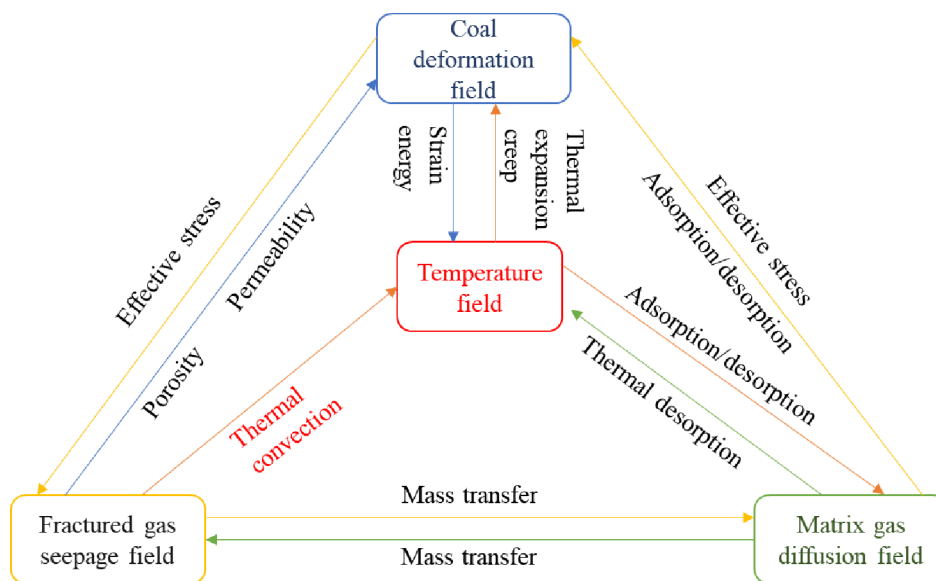 Coal
deformation
field
Strain
energy
Thermal
expansion
creep
Effective stress
Permeability
Porosity
Effective stress
Adsorption/desorption
Temperature
field
Adsorption/desorption
Thermal desorption
Thermal
convection
Mass transfer
Mass transfer
Fractured gas
seepage field
Matrix gas
diffusion field